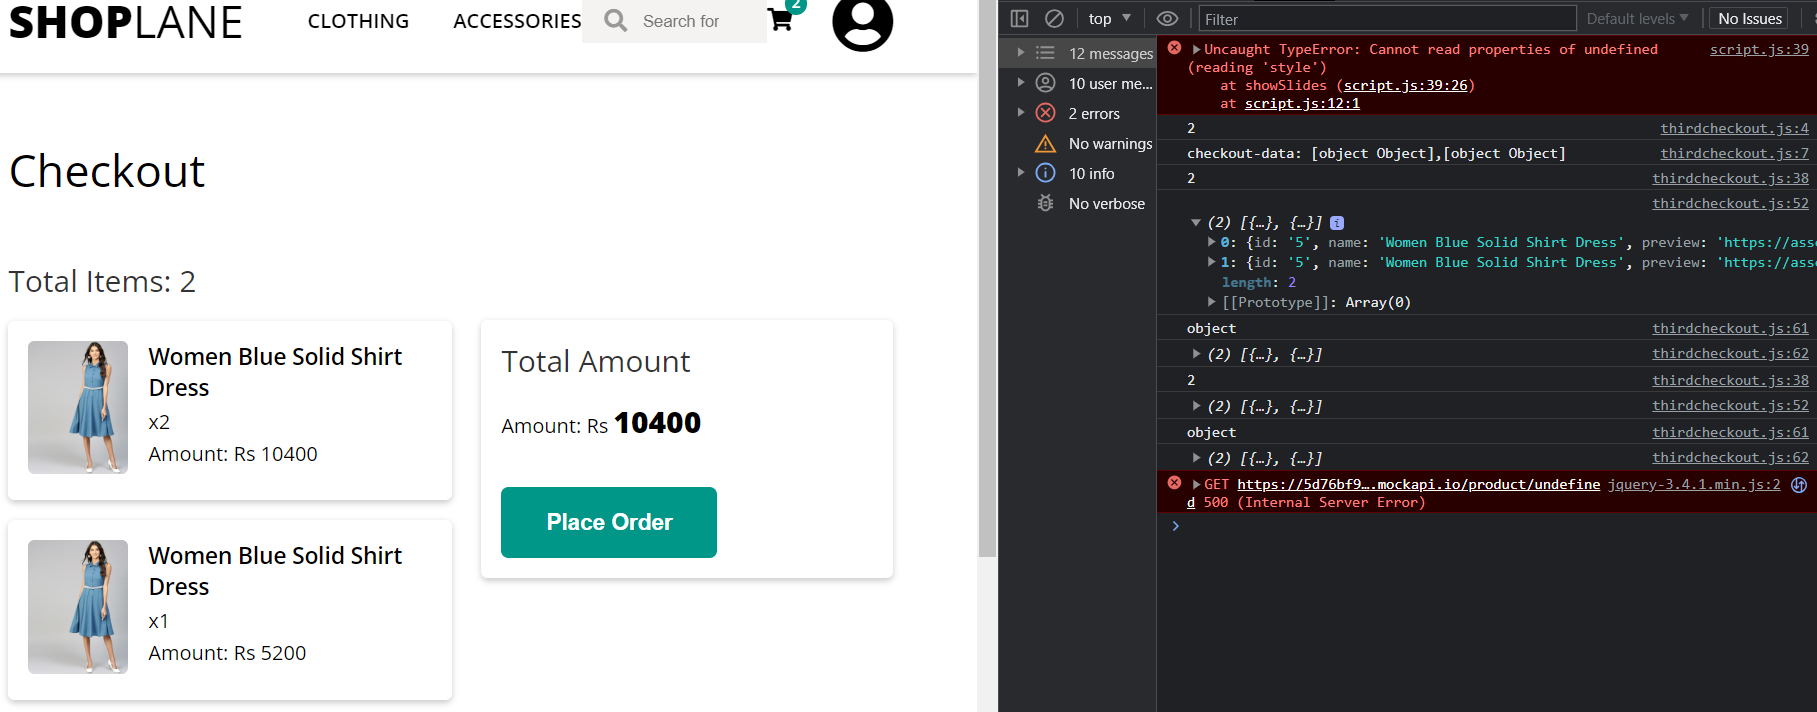 SHOPLANE
CLOTHING
ACCESSORIES
Search for
2
Checkout
Total Items: 2
Women Blue Solid Shirt
Dress
x2
Amount: Rs 10400
Women Blue Solid Shirt
Dress
x1
Amount: Rs 5200
Total Amount
Amount: Rs 10400
Place Order
top
Filter
Default levels
No Issues
12 messages
10 user me...
2 errors
No warnings
10 info
No verbose
Uncaught TypeError: Cannot read properties of undefined script.js:39
(reading 'style')
at showSlides (script.js:39:26)
at script.js:12:1
2 thirdcheckout.js:4
checkout-data: [object Object],[object Object] thirdcheckout.js:7
2 thirdcheckout.js:38
thirdcheckout.js:52
(2) [{…}, {…}] i
0: {id: '5', name: 'Women Blue Solid Shirt Dress', preview: 'https://ass
1: {id: '5', name: 'Women Blue Solid Shirt Dress', preview: 'https://ass
length: 2
[[Prototype]]: Array(0)
object thirdcheckout.js:61
(2) [{…}, {…}] thirdcheckout.js:62
2 thirdcheckout.js:38
(2) [{…}, {…}] thirdcheckout.js:52
object thirdcheckout.js:61
(2) [{…}, {…}] thirdcheckout.js:62
GET https://5d76bf9….mockapi.io/product/undefine jquery-3.4.1.min.js:2
d 500 (Internal Server Error)